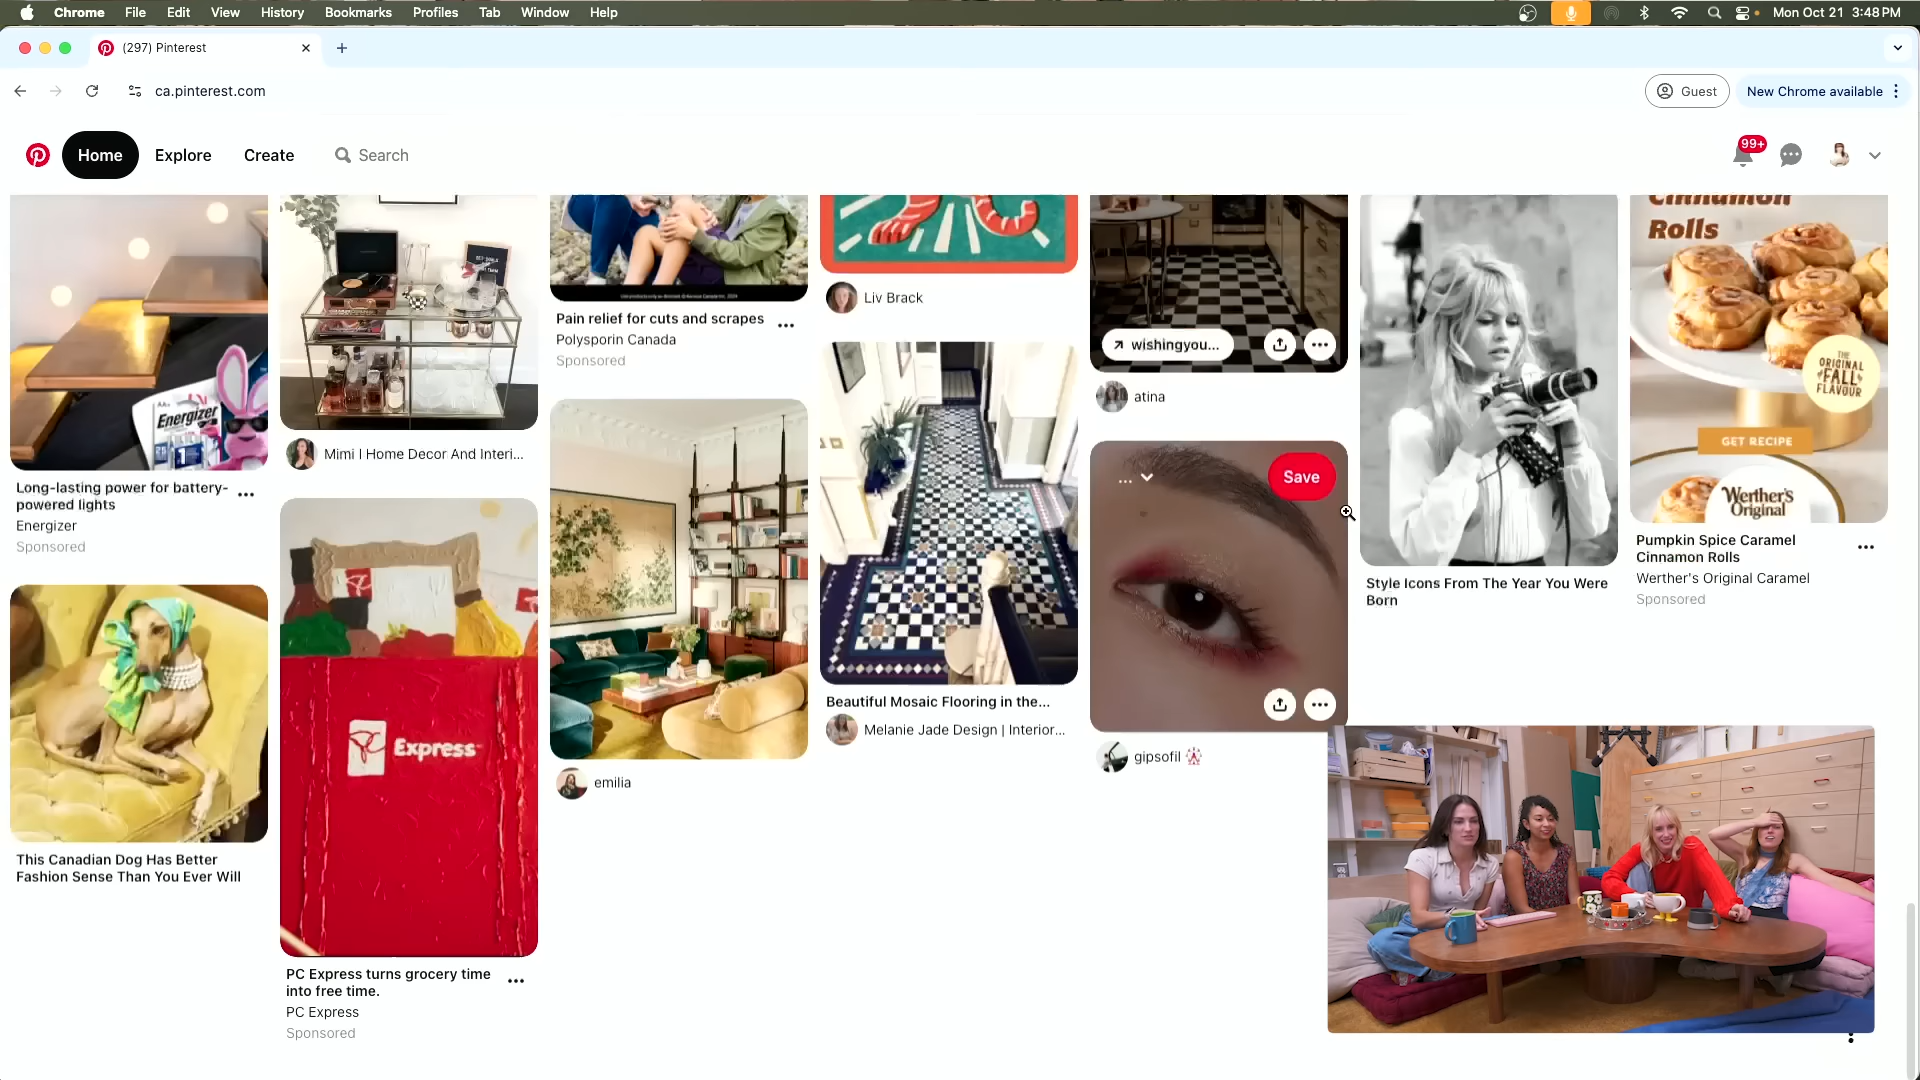 Chrome File Edit View History Bookmarks Profiles Tab Window Help
Mon Oct 21 3:48 PM
(297) Pinterest
ca.pinterest.com
Guest
New Chrome available
Home Explore Create Search
99+
Energizer
Long-lasting power for battery-
powered lights
Energizer
Sponsored
This Canadian Dog Has Better
Fashion Sense Than You Ever Will
Mimi I Home Decor And Interi...
Express
PC Express turns grocery time
into free time.
PC Express
Sponsored
Pain relief for cuts and scrapes
Polysporin Canada
Sponsored
emilia
Liv Brack
Beautiful Mosaic Flooring in the...
Melanie Jade Design | Interior...
wishingyou...
atina
... Save
gipsofil
Style Icons From The Year You Were
Born
Cinnamon
Rolls
THE
ORIGINAL
FALL
FLAVOUR
GET RECIPE
Werther's
Original
Pumpkin Spice Caramel
Cinnamon Rolls
Werther's Original Caramel
Sponsored